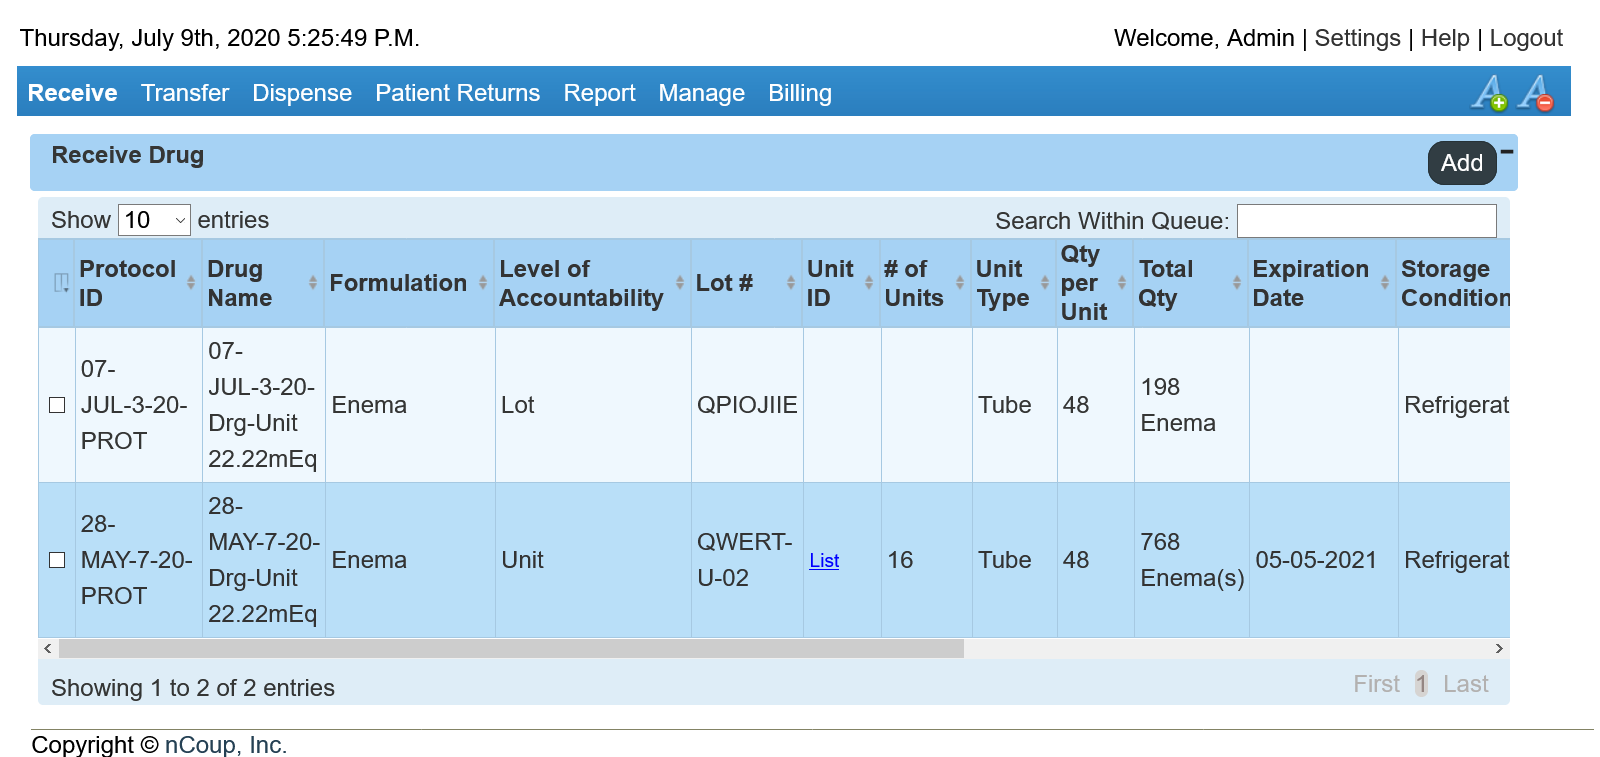 Thursday, July 9th, 2020 5:25:49 P.M.
Welcome, Admin | Settings | Help | Logout
Receive Transfer Dispense Patient Returns Report Manage Billing
Receive Drug
Add
Show 10 entries
Search Within Queue:
Protocol ID
Drug Name
Formulation
Level of Accountability
Lot #
Unit ID
# of Units
Unit Type
Qty per Unit
Total Qty
Expiration Date
Storage Condition
07-
JUL-3-20-
PROT
07-
JUL-3-20-
Drg-Unit
22.22mEq
Enema
Lot
QPIOJIIE
Tube
48
198
Enema
Refrigerat
28-
MAY-7-20-
PROT
28-
MAY-7-20-
Drg-Unit
22.22mEq
Enema
Unit
QWERT-
U-02
List
16
Tube
48
768
Enema(s)
05-05-2021
Refrigerat
Showing 1 to 2 of 2 entries
First 1 Last
Copyright © nCoup, Inc.